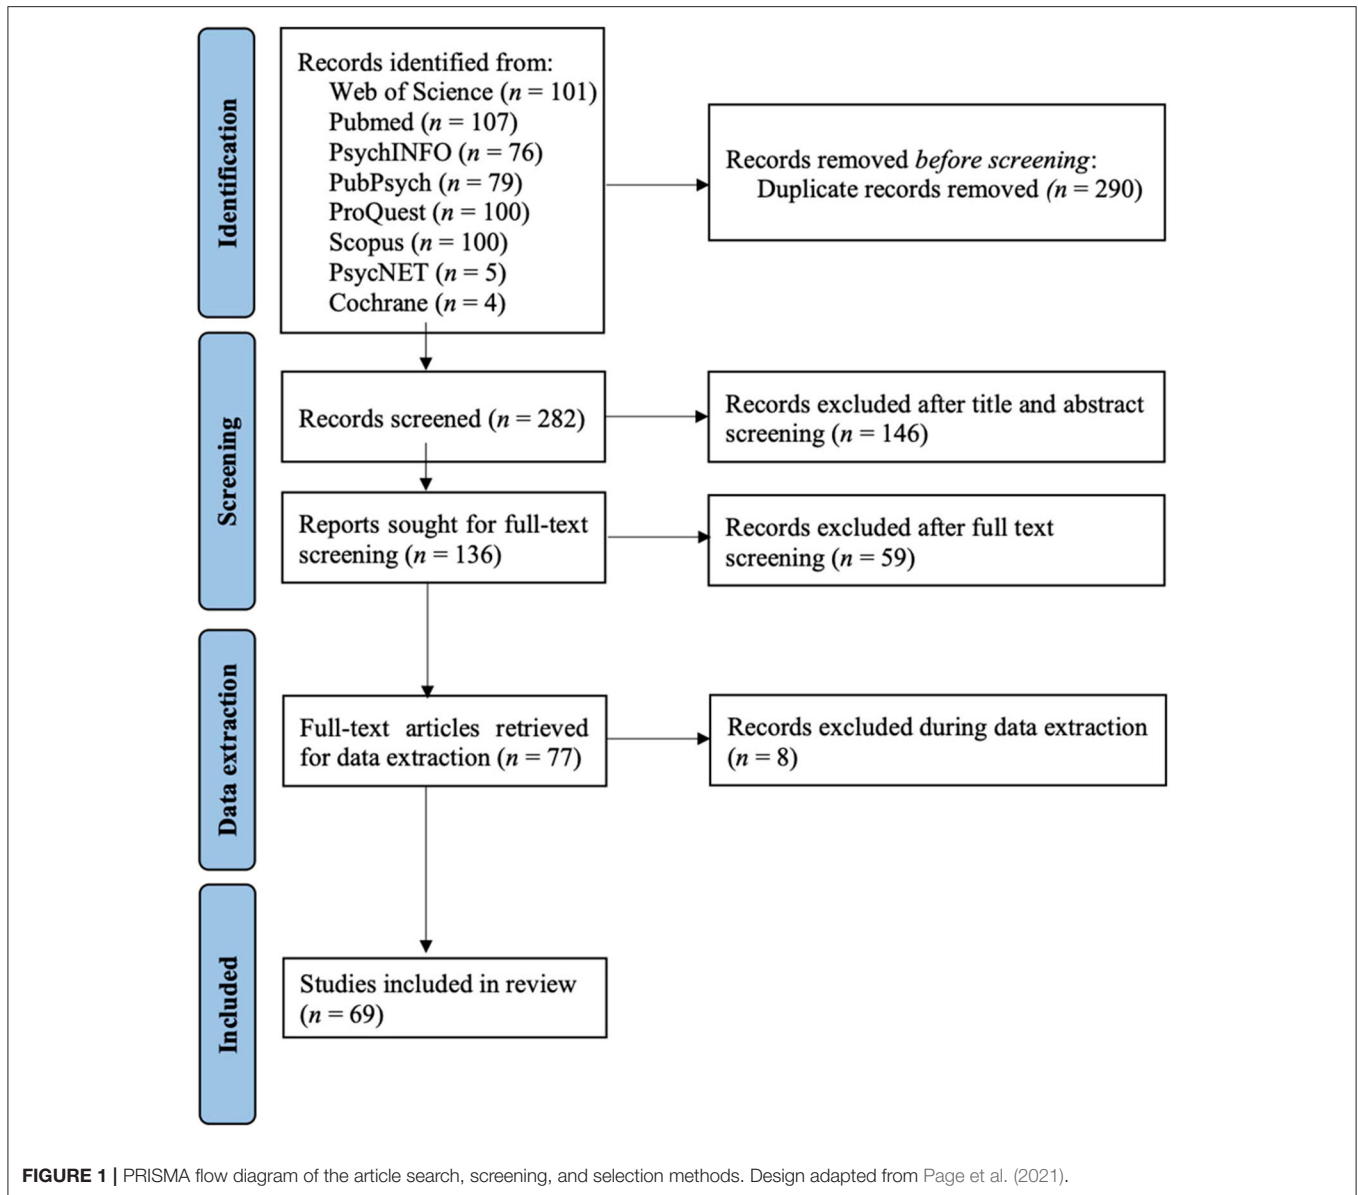 Identification
Records identified from:
Web of Science (n = 101)
Pubmed (n = 107)
PsychINFO (n = 76)
PubPsych (n = 79)
ProQuest (n = 100)
Scopus (n = 100)
PsycNET (n = 5)
Cochrane (n = 4)
Records removed before screening:
Duplicate records removed (n = 290)
Screening
Records screened (n = 282)
Records excluded after title and abstract
screening (n = 146)
Reports sought for full-text
screening (n = 136)
Records excluded after full text
screening (n = 59)
Data extraction
Full-text articles retrieved
for data extraction (n = 77)
Records excluded during data extraction
(n = 8)
Included
Studies included in review
(n = 69)
FIGURE 1 | PRISMA flow diagram of the article search, screening, and selection methods. Design adapted from Page et al. (2021).